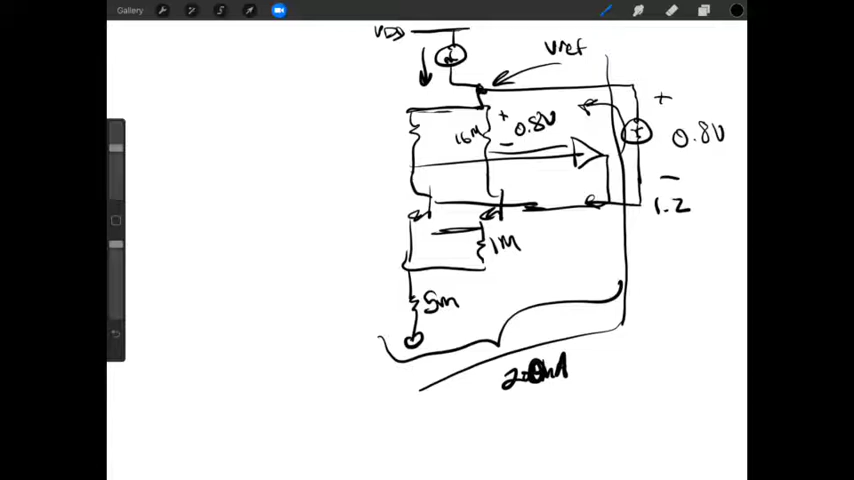 Gallery
VDD
Vref
+
+
16M
0.8V
0.8V
-
-
1.2
1M
5M